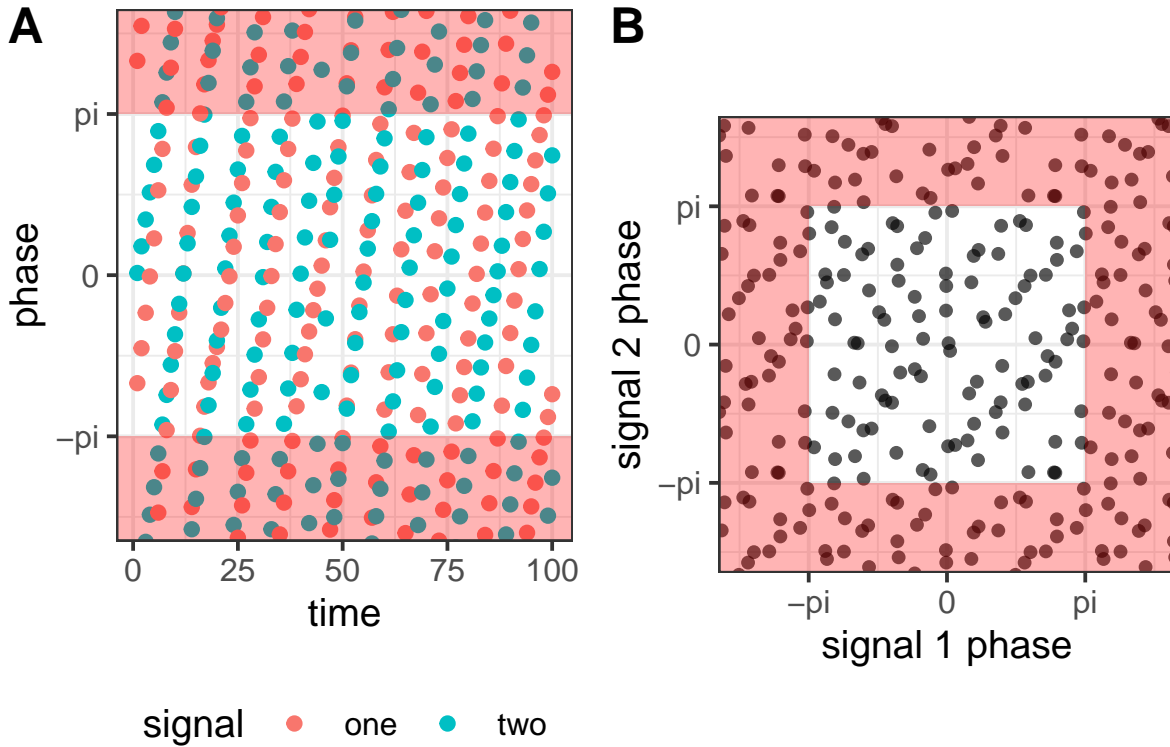 A
phase
pi
0
−pi
0 25 50 75 100
time
signal one two
B
signal 2 phase
pi
0
−pi
−pi 0 pi
signal 1 phase